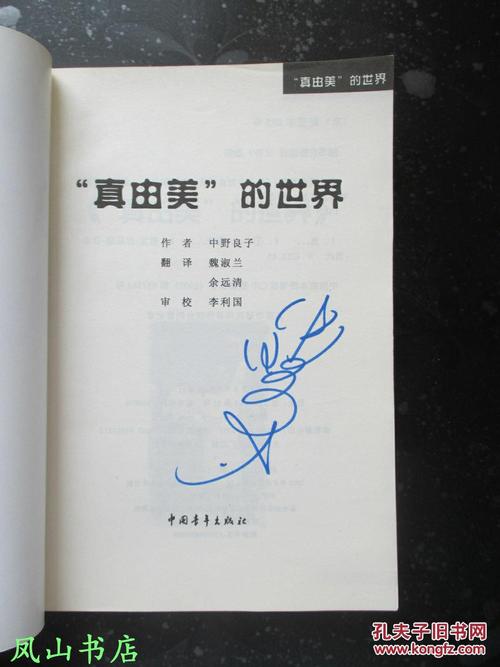 “真由美”的世界
“真由美”的世界
作 者 中野良子
翻 译 魏淑兰
余远清
审 校 李利国
中国青年出版社
凤山书店
孔夫子旧书网
www.kongfz.com